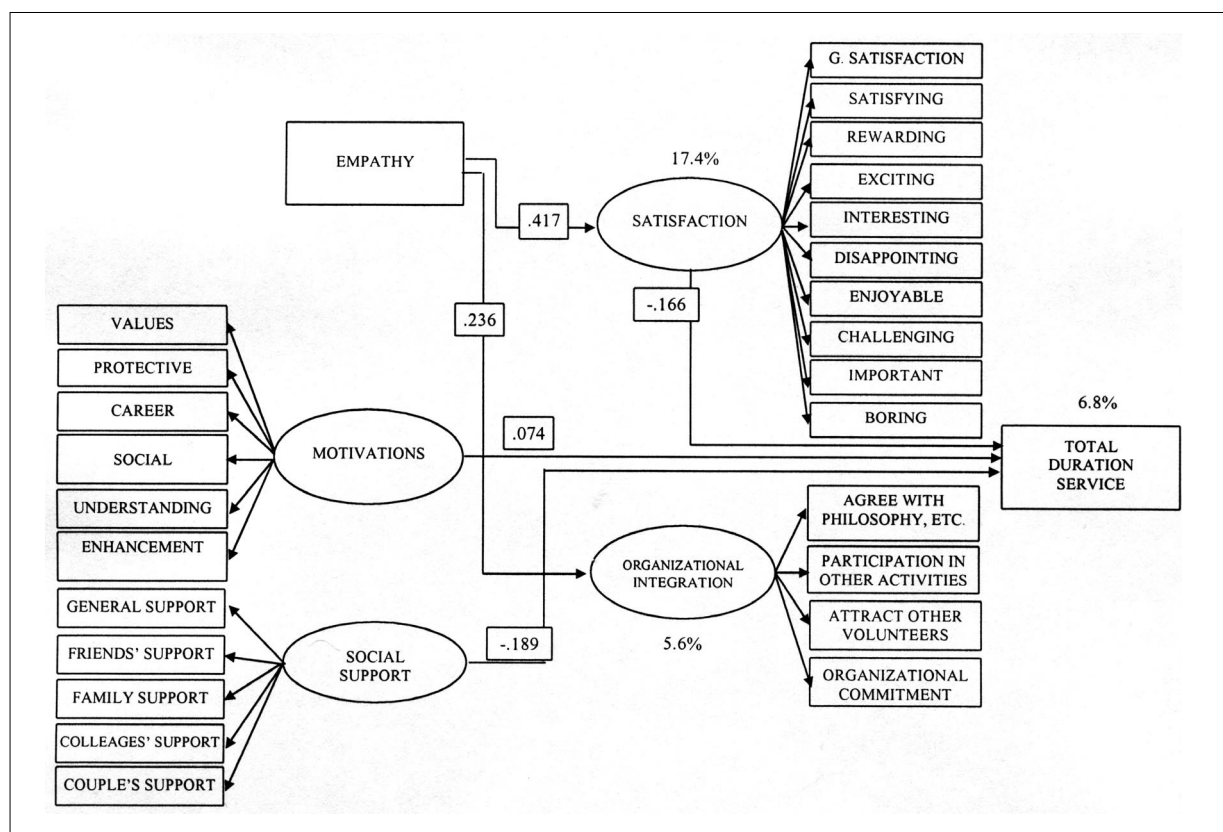 EMPATHY
17.4%
SATISFACTION
.417
.236
-.166
G. SATISFACTION
SATISFYING
REWARDING
EXCITING
INTERESTING
DISAPPOINTING
ENJOYABLE
CHALLENGING
IMPORTANT
BORING
VALUES
PROTECTIVE
CAREER
SOCIAL
UNDERSTANDING
ENHANCEMENT
MOTIVATIONS
.074
6.8%
TOTAL
DURATION
SERVICE
GENERAL SUPPORT
FRIENDS' SUPPORT
FAMILY SUPPORT
COLLEAGES' SUPPORT
COUPLE'S SUPPORT
SOCIAL
SUPPORT
-.189
ORGANIZATIONAL
INTEGRATION
5.6%
AGREE WITH
PHILOSOPHY, ETC.
PARTICIPATION IN
OTHER ACTIVITIES
ATTRACT OTHER
VOLUNTEERS
ORGANIZATIONAL
COMMITMENT